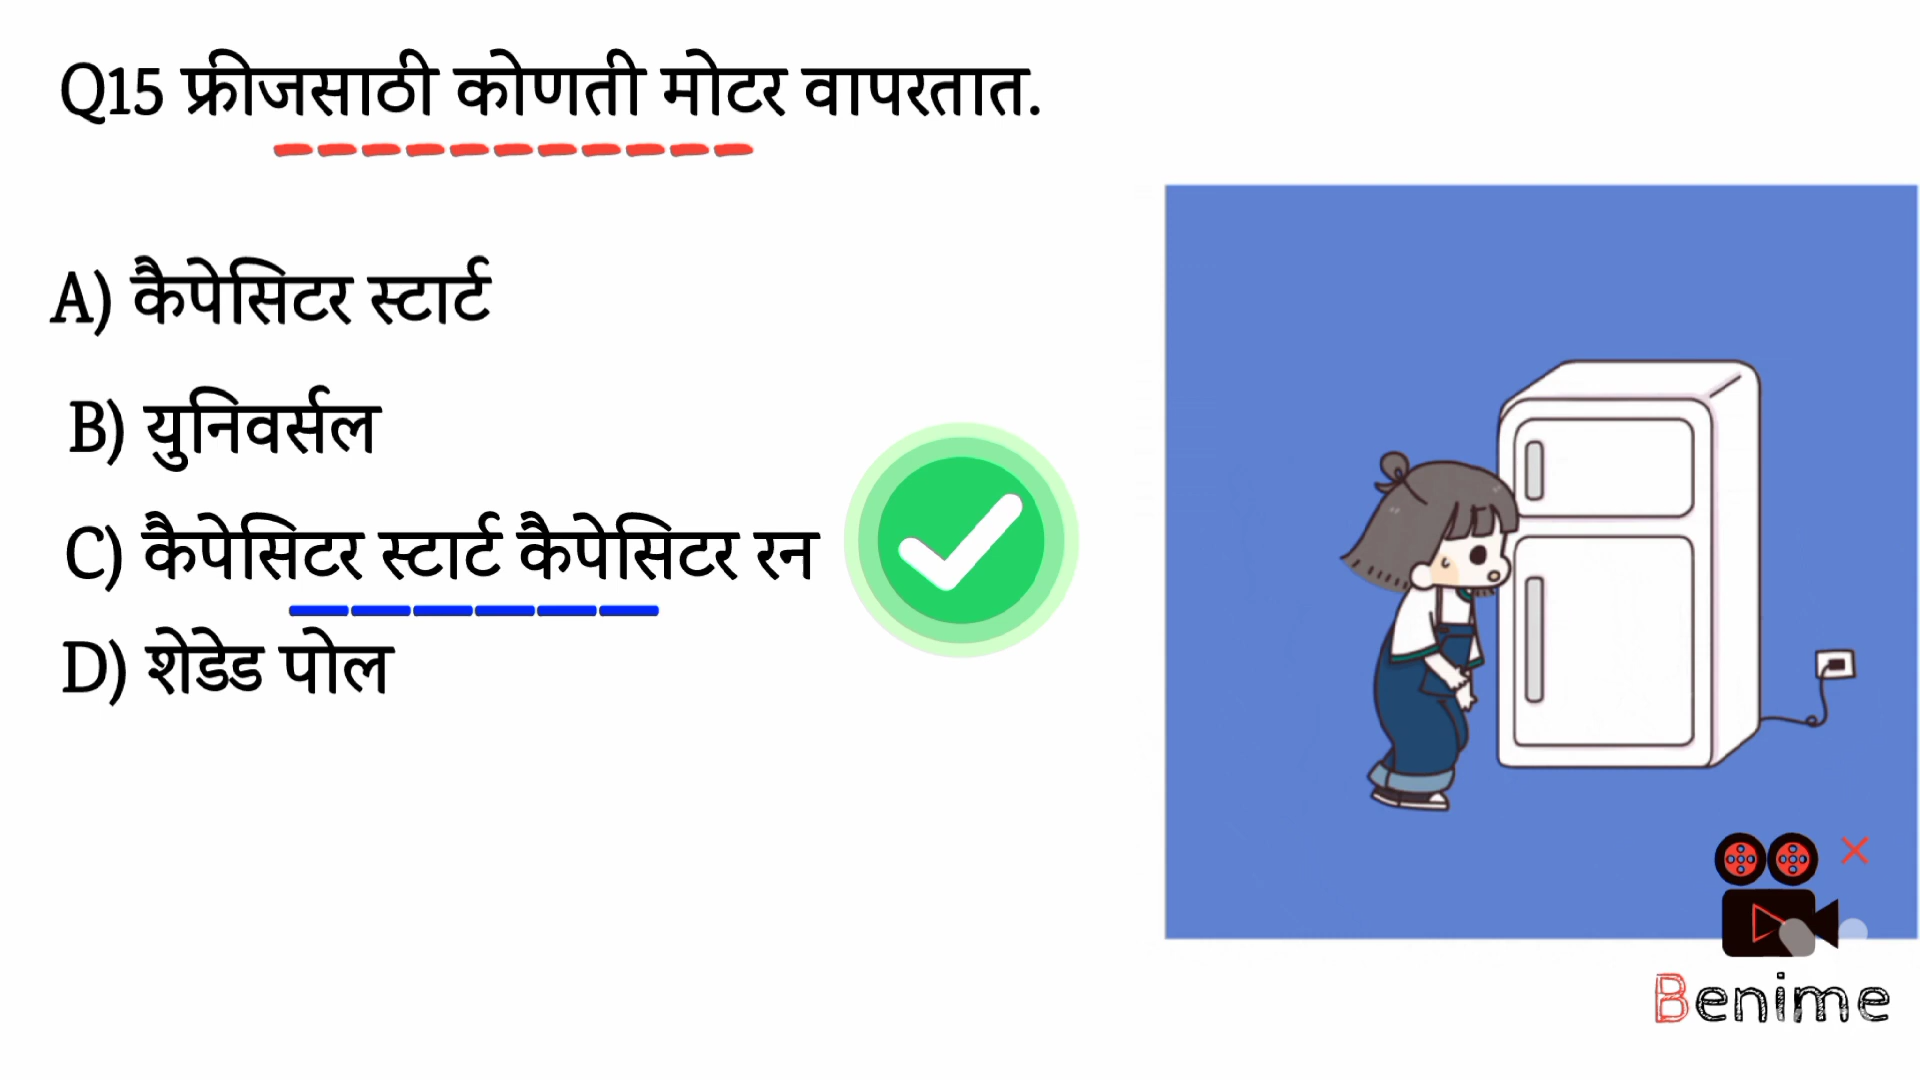 Q15 फ्रीजसाठी कोणती मोटर वापरतात.
A) कैपेसिटर स्टार्ट
B) युनिवर्सल
C) कैपेसिटर स्टार्ट कैपेसिटर रन
D) शेडेड पोल
Benime